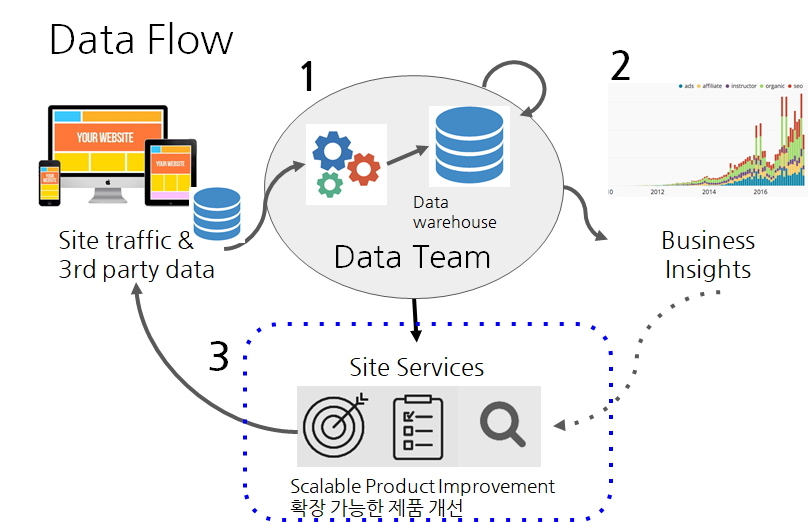 Data Flow
1
2
ads affiliate instructor organic seo
YOUR WEBSITE
YOUR WEBSITE
YOUR WEBSITE
Data
warehouse
2012 2014 2016
Site traffic &
3rd party data
Data Team
Business
Insights
3
Site Services
Scalable Product Improvement
확장 가능한 제품 개선